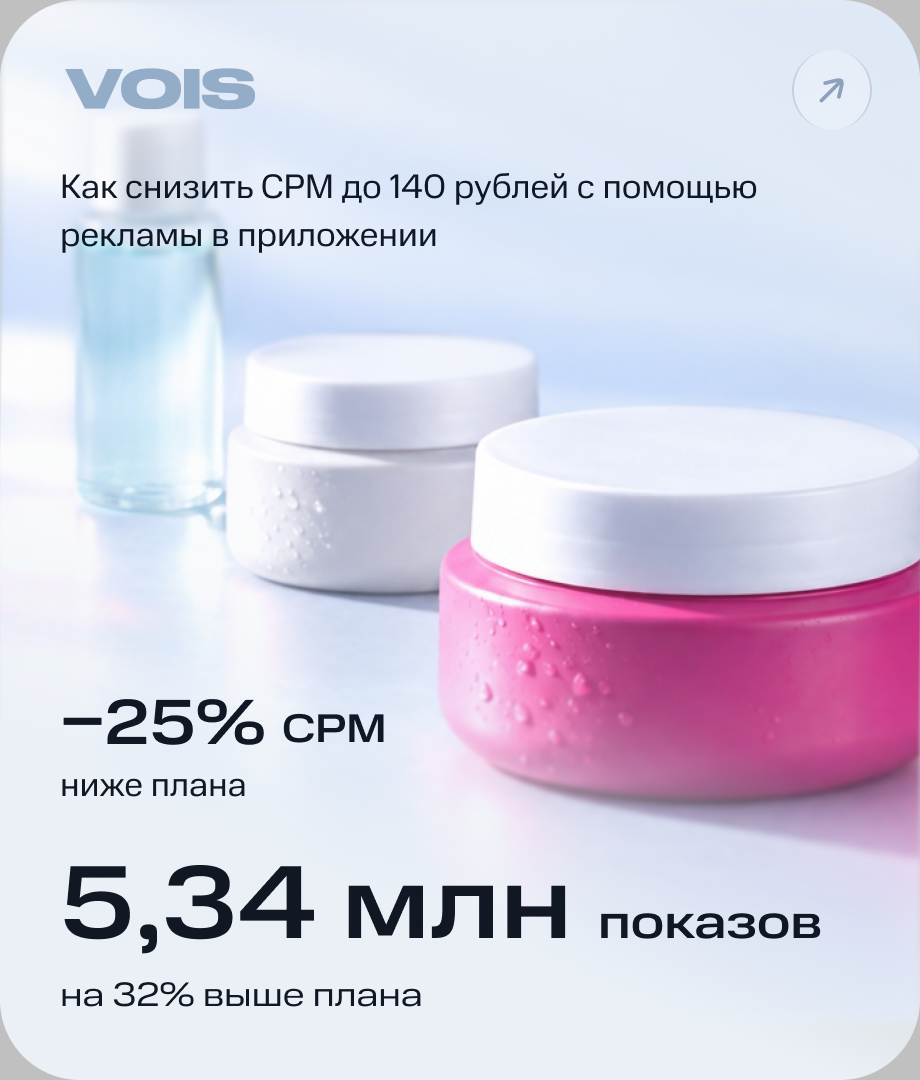 VOIS
Как снизить CPM до 140 рублей с помощью
рекламы в приложении
−25% CPM
ниже плана
5,34 млн показов
на 32% выше плана